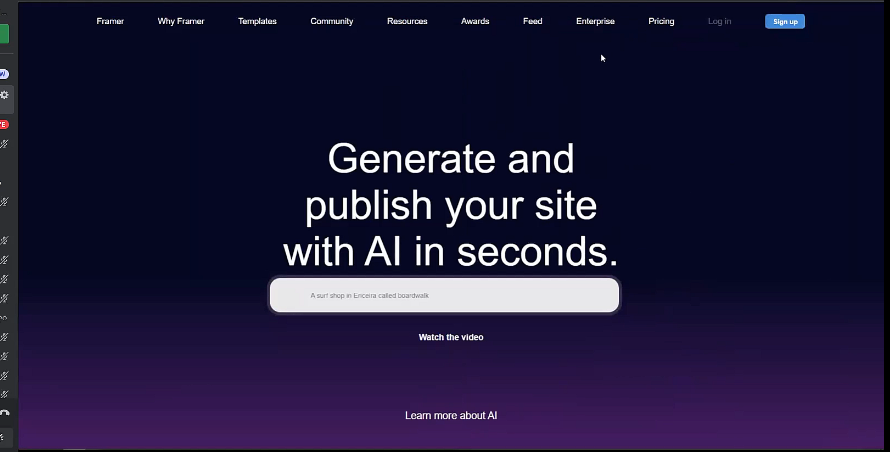 Framer Why Framer Templates Community Resources Awards Feed Enterprise Pricing Log in Sign up
Generate and
publish your site
with AI in seconds.
A surf shop in Enceira called boardwalk
Watch the video
Learn more about AI